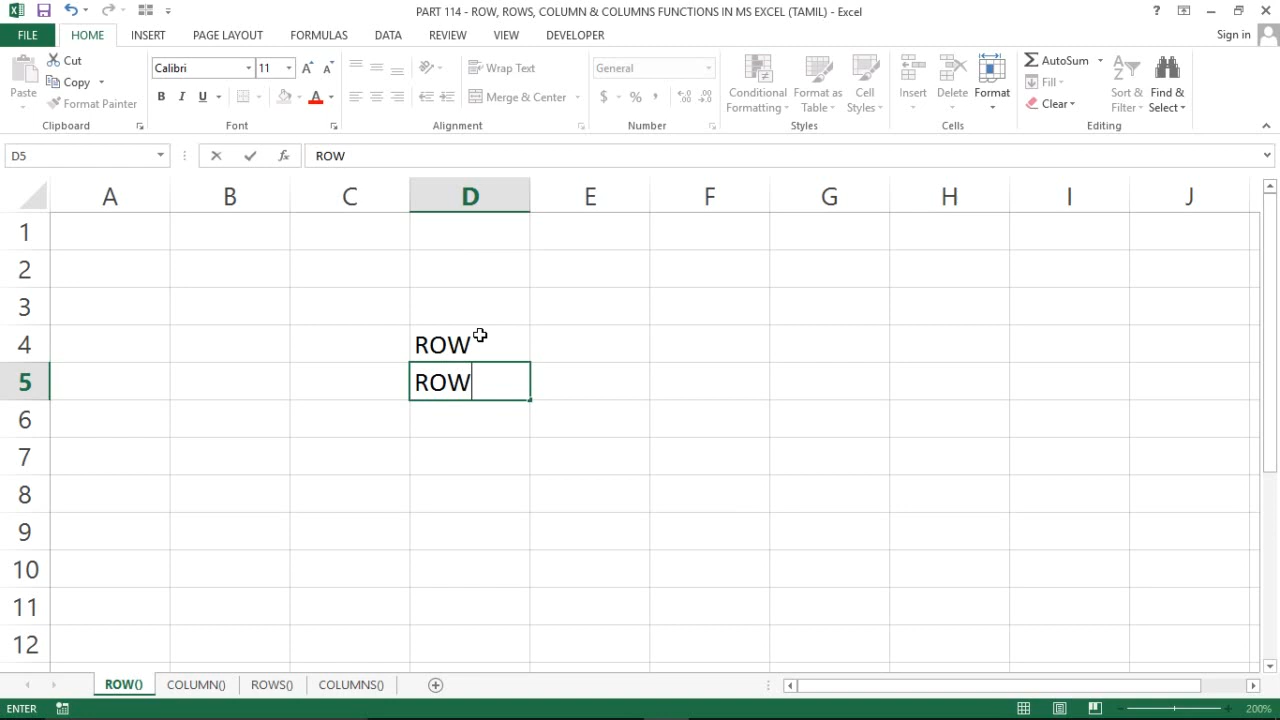 PART 114 - ROW, ROWS, COLUMN & COLUMNS FUNCTIONS IN MS EXCEL (TAMIL) - Excel
?
FILE HOME INSERT PAGE LAYOUT FORMULAS DATA REVIEW VIEW DEVELOPER Sign in
Paste
Cut
Copy
Format Painter
Clipboard
Calibri 11
B I U
Font
Wrap Text
Merge & Center
Alignment
General
$ % ,
Number
Conditional Formatting
Format as Table
Cell Styles
Styles
Insert Delete Format
Cells
AutoSum
Fill
Clear
Sort & Filter
Find & Select
Editing
D5 fx ROW
A B C D E F G H I J
1
2
3
4 ROW
5 ROW
6
7
8
9
10
11
12
ROW() COLUMN() ROWS() COLUMNS()
ENTER 200%